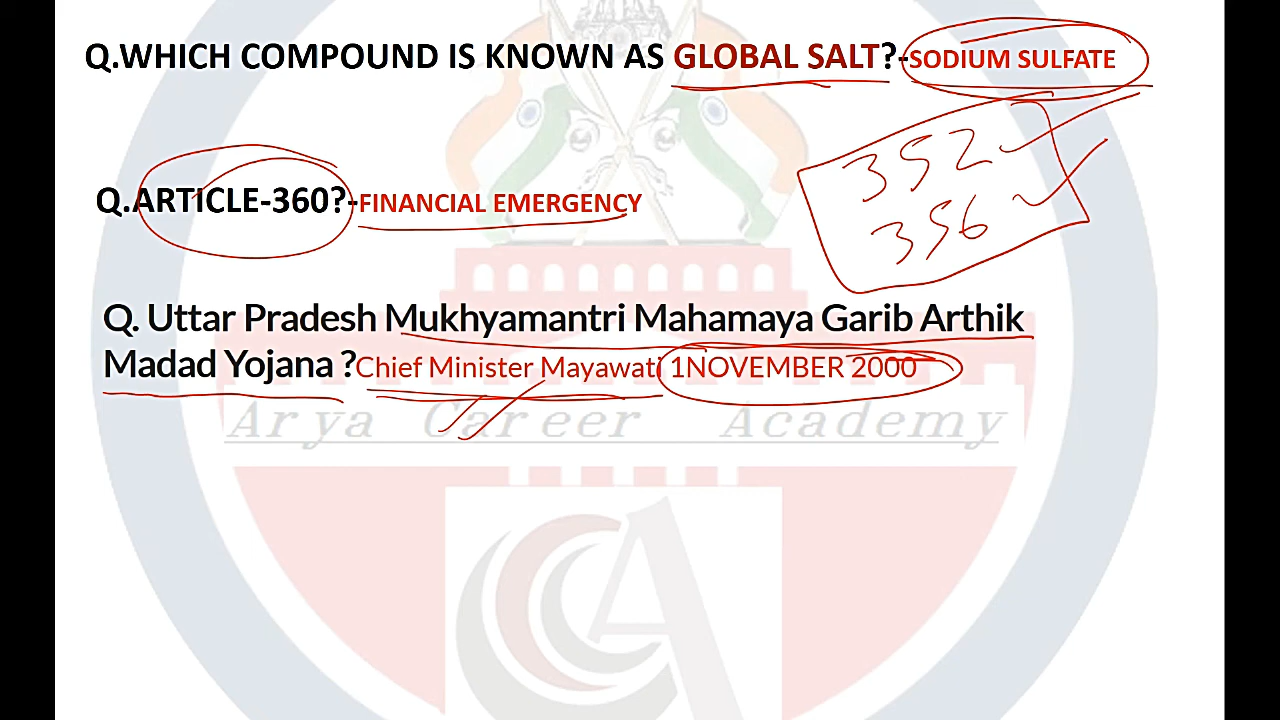 Q.WHICH COMPOUND IS KNOWN AS GLOBAL SALT?-SODIUM SULFATE
352
356
Q.ARTICLE-360?-FINANCIAL EMERGENCY
Q. Uttar Pradesh Mukhyamantri Mahamaya Garib Arthik
Madad Yojana ?Chief Minister Mayawati 1NOVEMBER 2000
Arya Career Academy
CCA